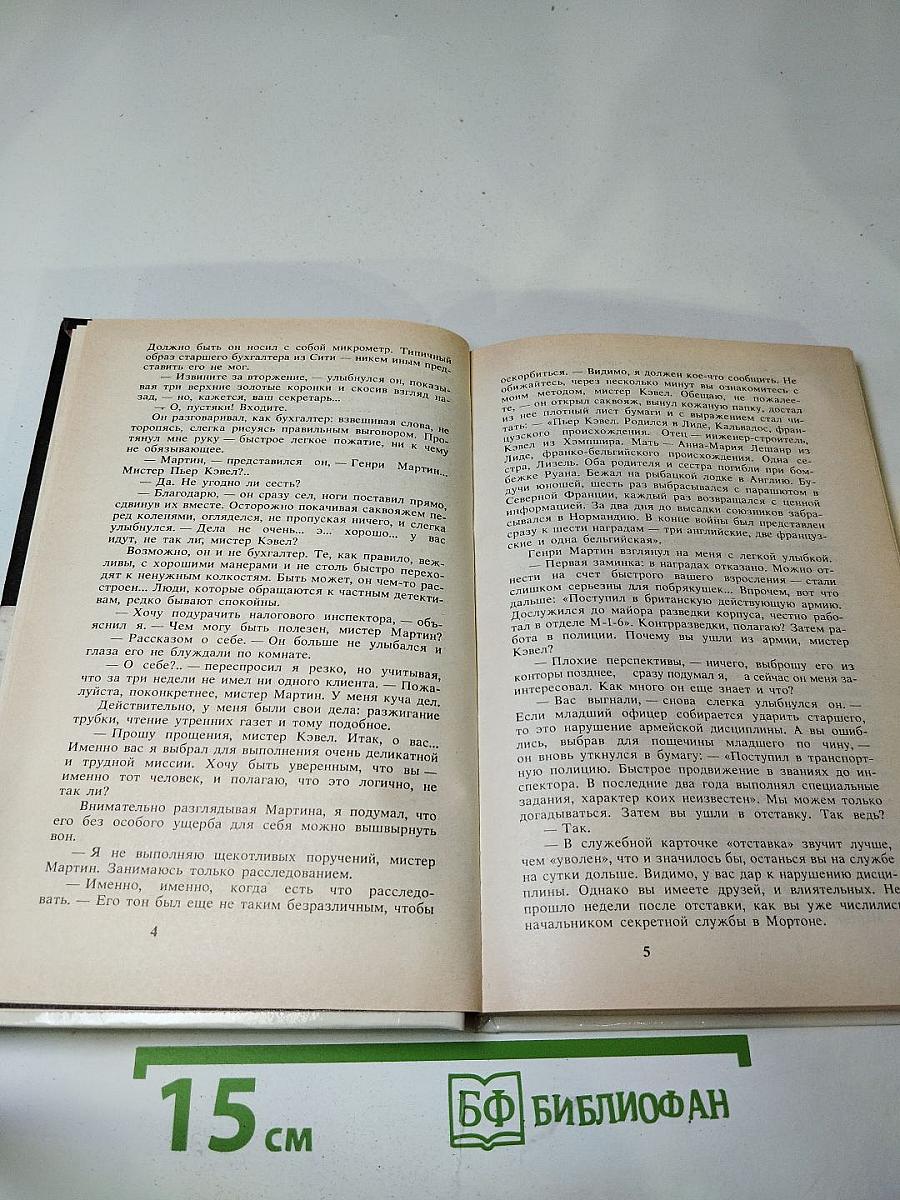 Должно быть он носил с собой микрометр. Типичный
образ старшего бухгалтера из Сити — никем иным пред-
ставить его не мог.
— Извините за вторжение, — улыбнулся он, показы-
вая три верхние золотые коронки и скосив взгляд на-
зад, — но, кажется, ваш секретарь...
— О, пустяки! Входите.
Он разговаривал, как бухгалтер: взвешивая слова, не
торопясь, слегка рисуясь правильным выговором. Про-
тянул мне руку — быстрое легкое пожатие, ни к чему
не обязывающее.
— Мартин, — представился он, — Генри Мартин...
Мистер Пьер Кэвел?..
— Да. Не угодно ли сесть?
— Благодарю, — он сразу сел, ноги поставил прямо,
сдвинув их вместе. Осторожно покачивая саквояжем пе-
ред коленями, огляделся, не пропуская ничего, и слегка
улыбнулся. — Дела не очень... э... хорошо... у вас
идут, не так ли, мистер Кэвел?
Возможно, он и не бухгалтер. Те, как правило, веж-
ливы, с хорошими манерами и не столь быстро перехо-
дят к ненужным колкостям. Быть может, он чем-то рас-
строен... Люди, которые обращаются к частным детекти-
вам, редко бывают спокойны.
— Хочу подурачить налогового инспектора, — объ-
яснил я. — Чем могу быть полезен, мистер Мартин?
— Рассказом о себе. — Он больше не улыбался и
глаза его не блуждали по комнате.
— О себе?.. — переспросил я резко, но учитывая,
что за три недели не имел ни одного клиента. — Пожа-
луйста, поконкретнее, мистер Мартин. У меня куча дел.
Действительно, у меня были свои дела: разжигание
трубки, чтение утренних газет и тому подобное.
— Прошу прощения, мистер Кэвел. Итак, о вас...
Именно вас я выбрал для выполнения очень деликатной
и трудной миссии. Хочу быть уверенным, что вы —
именно тот человек, и полагаю, что это логично, не
так ли?
Внимательно разглядывая Мартина, я подумал, что
его без особого ущерба для себя можно вышвырнуть
вон.
— Я не выполняю щекотливых поручений, мистер
Мартин. Занимаюсь только расследованием.
— Именно, именно, когда есть что расследо-
вать. — Его тон был еще не таким безразличным, чтобы
4
оскорбиться. — Видимо, я должен кое-что сообщить. Не
обижайтесь, через несколько минут вы ознакомитесь с
моим методом, мистер Кэвел. Обещаю, не пожалее-
те, — он открыл саквояж, вынул кожаную папку, достал
из нее плотный лист бумаги и с выражением стал чи-
тать: — «Пьер Кэвел. Родился в Лиде, Кальвадос, фран-
цузского происхождения. Отец — инженер-строитель,
Кэвел из Хэмпшира. Мать — Анна-Мария Лешанр из
Лиде, франко-бельгийского происхождения. Одна се-
стра, Лизель. Оба родителя и сестра погибли при бом-
бежке Руана. Бежал на рыбацкой лодке в Англию. Бу-
дучи юношей, шесть раз выбрасывался с парашютом в
Северной Франции, каждый раз возвращался с ценной
информацией. За два дня до высадки союзников забра-
сывался в Нормандию. В конце войны был представлен
сразу к шести наградам — три английские, две француз-
ские и одна бельгийская».
Генри Мартин взглянул на меня с легкой улыбкой.
— Первая заминка: в наградах отказано. Можно от-
нести на счет быстрого вашего взросления — стали
слишком серьезны для побрякушек... Впрочем, вот что
дальше: «Поступил в британскую действующую армию.
Дослужился до майора разведки корпуса, честно рабо-
тал в отделе М-1-6». Контрразведки, полагаю? Затем ра-
бота в полиции. Почему вы ушли из армии, мистер
Кэвел?
— Плохие перспективы, — ничего, выброшу его из
конторы позднее, сразу подумал я, а сейчас он меня за-
интересовал. Как много он еще знает и что?
— Вас выгнали, — снова слегка улыбнулся он. —
Если младший офицер собирается ударить старшего,
то это нарушение армейской дисциплины. А вы ошиб-
лись, выбрав для пощечины младшего по чину, —
он вновь уткнулся в бумагу: — «Поступил в транспорт-
ную полицию. Быстрое продвижение в званиях до ин-
спектора. В последние два года выполнял специальные
задания, характер коих неизвестен». Мы можем только
догадываться. Затем вы ушли в отставку. Так ведь?
— Так.
— В служебной карточке «отставка» звучит лучше,
чем «уволен», что и значилось бы, останься вы на службе
на сутки дольше. Видимо, у вас дар к нарушению дисци-
плины. Однако вы имеете друзей, и влиятельных. Не
прошло недели после отставки, как вы уже числились
начальником секретной службы в Мортоне.
5
15 см
БФ БИБЛИОФАН